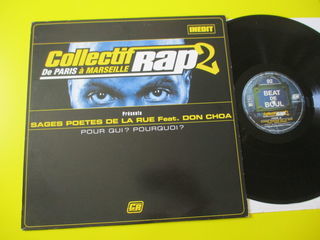 INEDIT
Collectif Rap 2
De PARIS à MARSEILLE
Présente
SAGES POETES DE LA RUE Feat. DON CHOA
POUR QUI? POURQUOI?
BEAT DE
BOUL